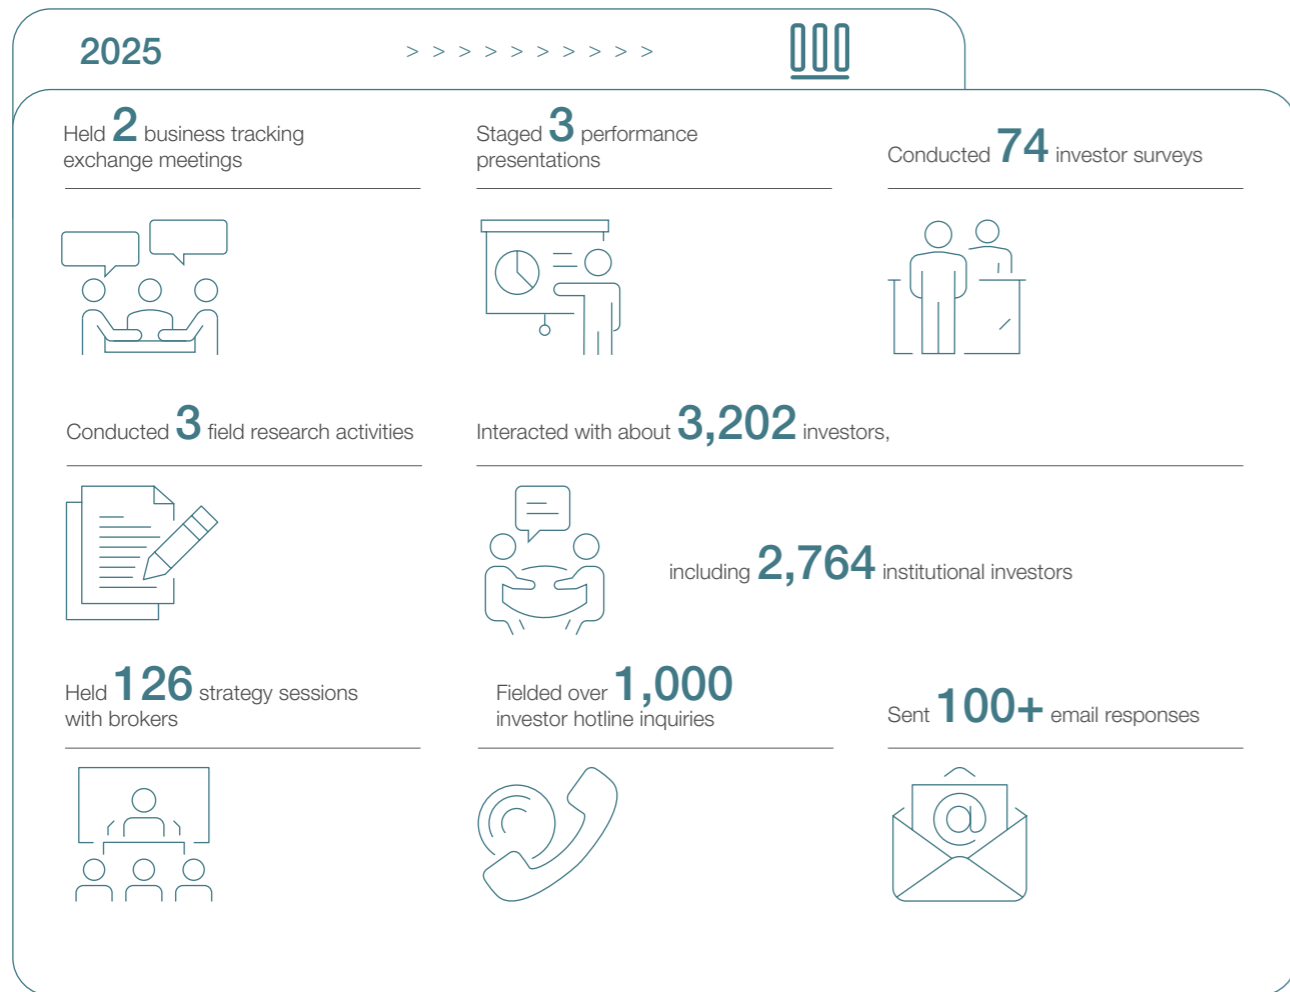 2025
> > > > > > > > > >
Held 2 business tracking
exchange meetings
Staged 3 performance
presentations
Conducted 74 investor surveys
Conducted 3 field research activities
Interacted with about 3,202 investors,
including 2,764 institutional investors
Held 126 strategy sessions
with brokers
Fielded over 1,000
investor hotline inquiries
Sent 100+ email responses
@